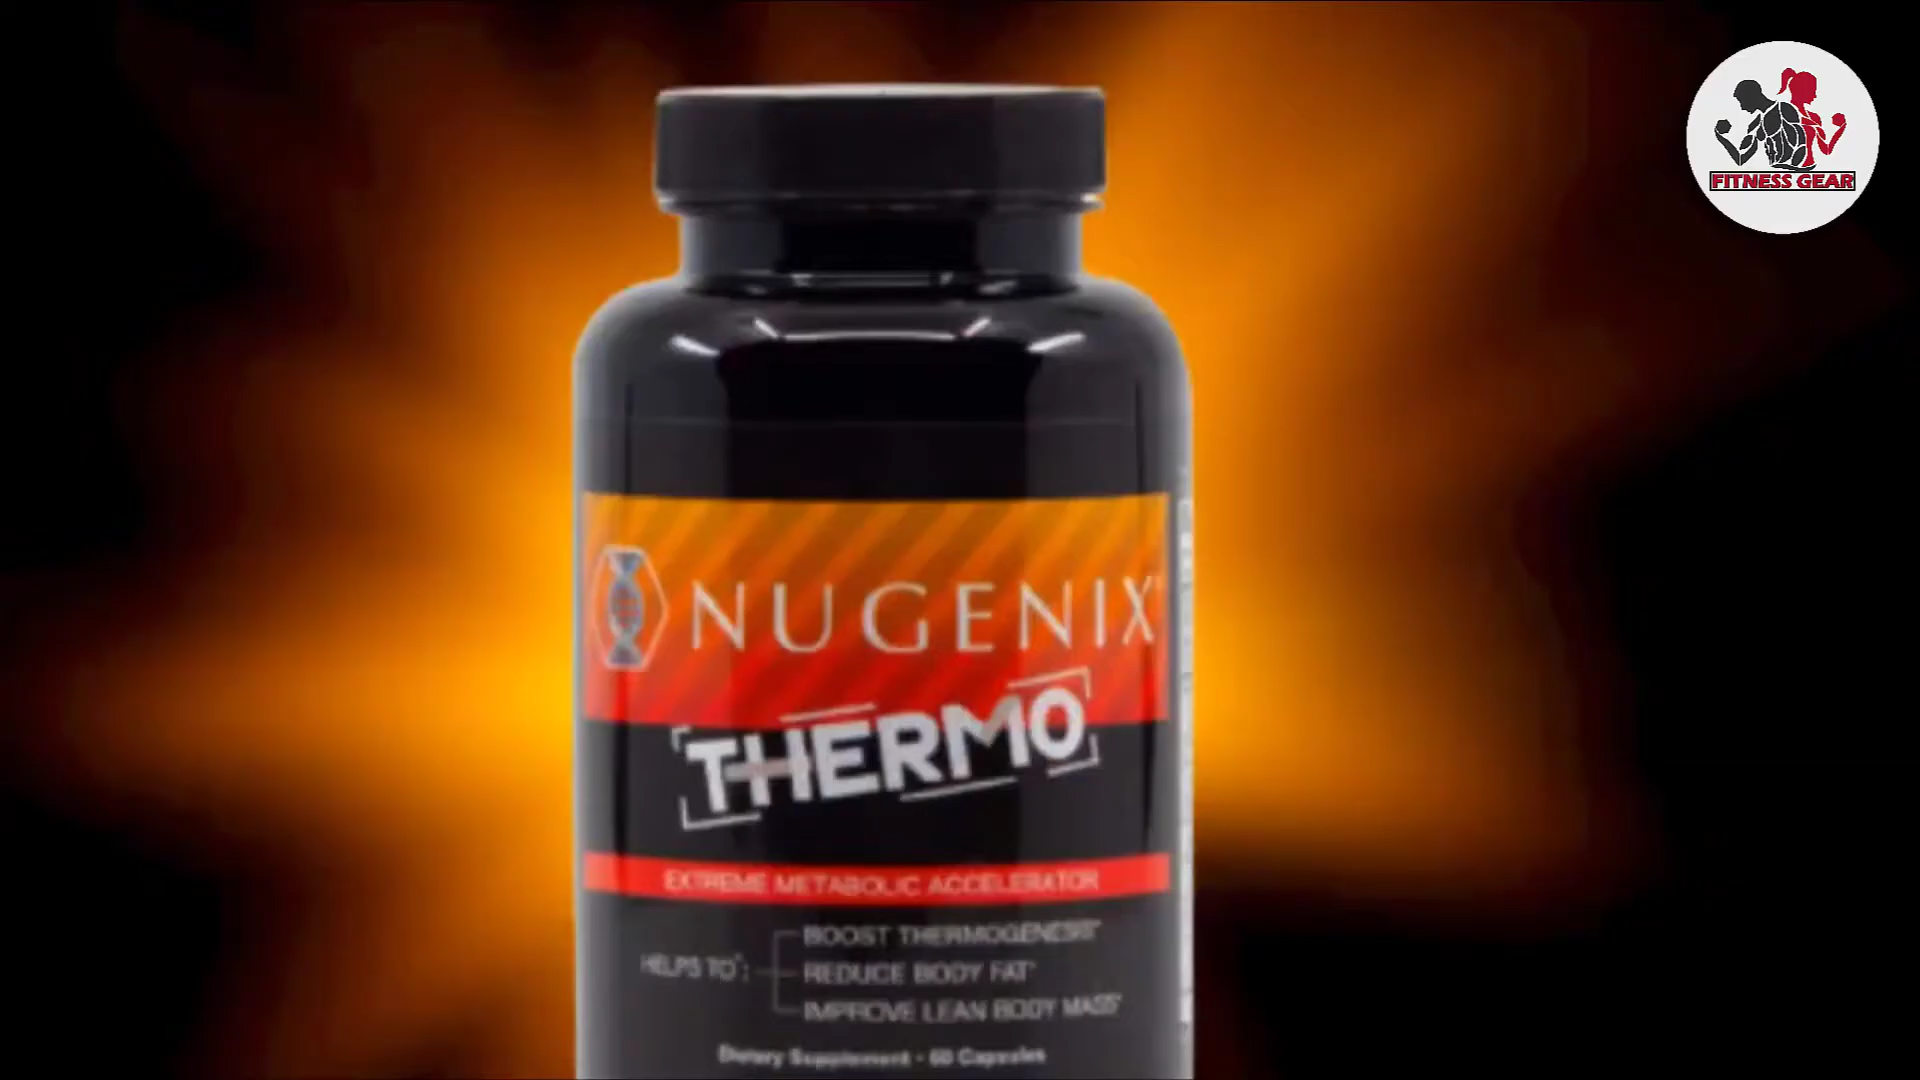 FITNESS GEAR
NUGENIX
THERMO
EXTREME METABOLIC ACCELERATOR
HELPS TO*:
BOOST THERMOGENESIS*
REDUCE BODY FAT*
IMPROVE LEAN BODY MASS*
Dietary Supplement • 60 Capsules